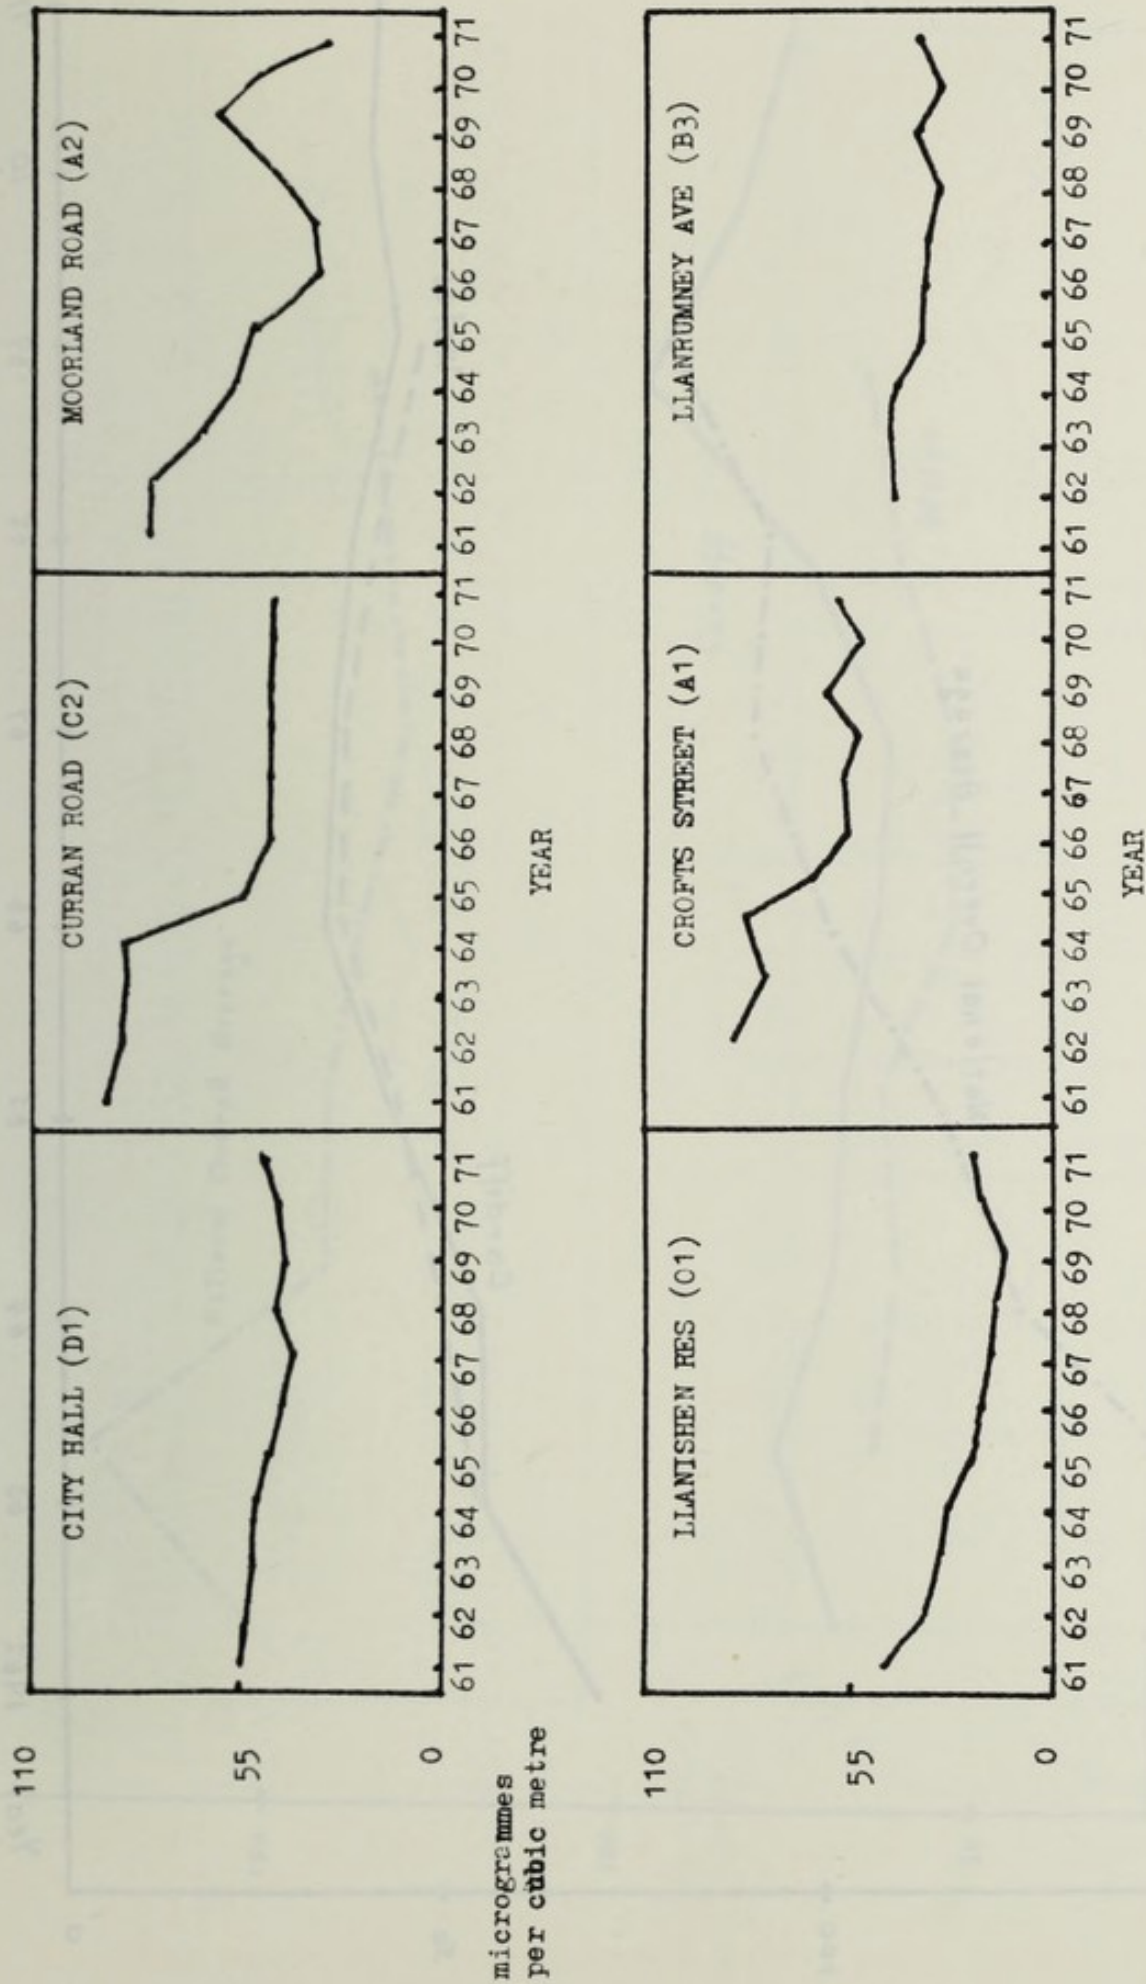 110
55
0
microgrammes
per cubic metre
CITY HALL (D1)
61 62 63 64 65 66 67 68 69 70 71
CURRAN ROAD (C2)
61 62 63 64 65 66 67 68 69 70 71
MOORLAND ROAD (A2)
61 62 63 64 65 66 67 68 69 70 71
YEAR
110
55
0
LLANISHEN RES (01)
61 62 63 64 65 66 67 68 69 70 71
CROFTS STREET (A1)
61 62 63 64 65 66 67 68 69 70 71
LLANRUMNEY AVE (B3)
61 62 63 64 65 66 67 68 69 70 71
YEAR